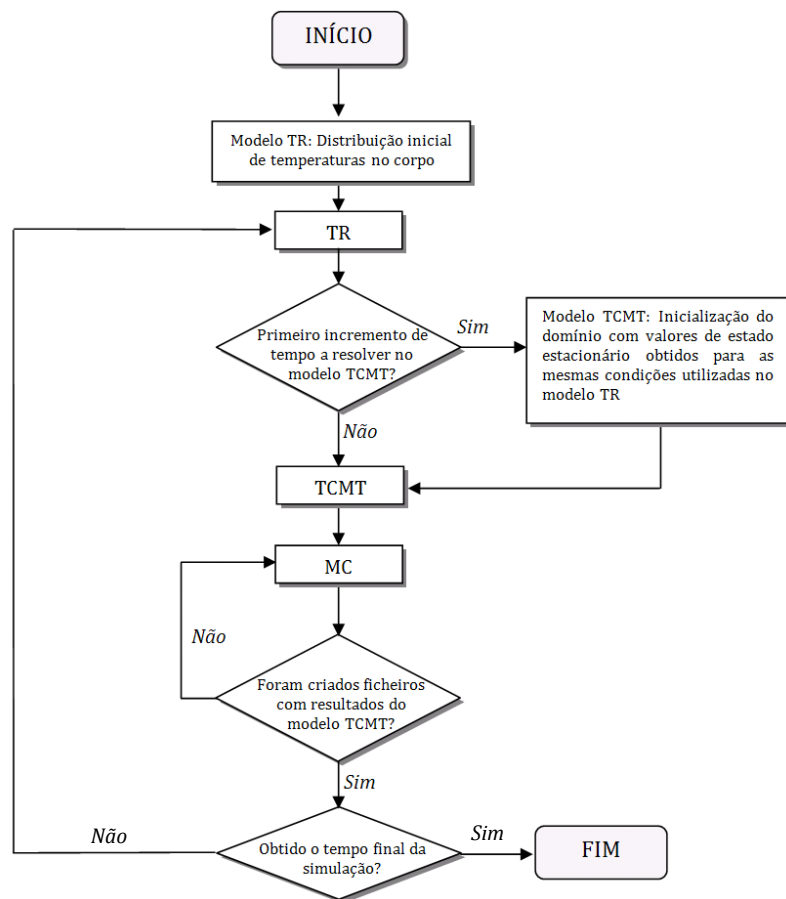 INÍCIO
Modelo TR: Distribuição inicial
de temperaturas no corpo
TR
Primeiro incremento de
tempo a resolver no
modelo TCMT?
Sim
Modelo TCMT: Inicialização do
domínio com valores de estado
estacionário obtidos para as
mesmas condições utilizadas no
modelo TR
Não
TCMT
MC
Não
Foram criados ficheiros
com resultados do
modelo TCMT?
Sim
Não
Obtido o tempo final da
simulação?
Sim
FIM